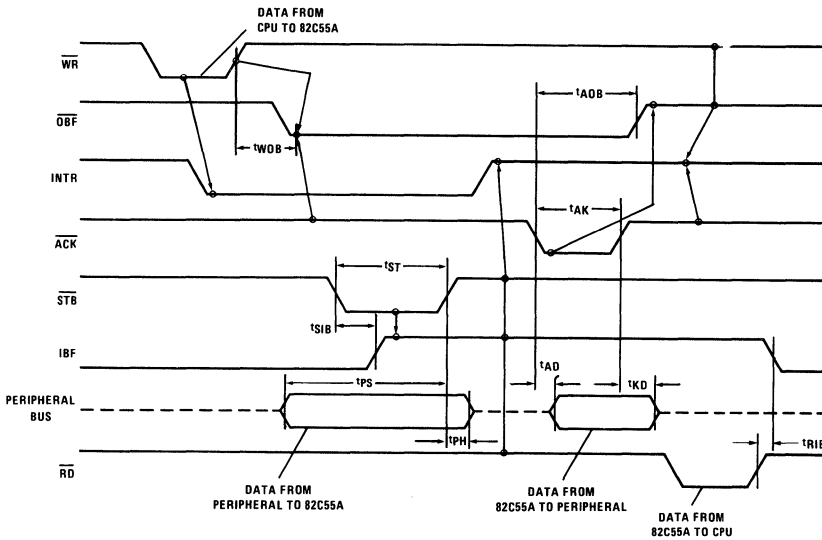 DATA FROM
CPU TO 82C55A
WR
tAOB
OBF
tWOB
INTR
tAK
ACK
tST
STB
tSIB
IBF
tAD
tKD
tPS
PERIPHERAL
BUS
tPH
tRIB
RD
DATA FROM
PERIPHERAL TO 82C55A
DATA FROM
82C55A TO PERIPHERAL
DATA FROM
82C55A TO CPU